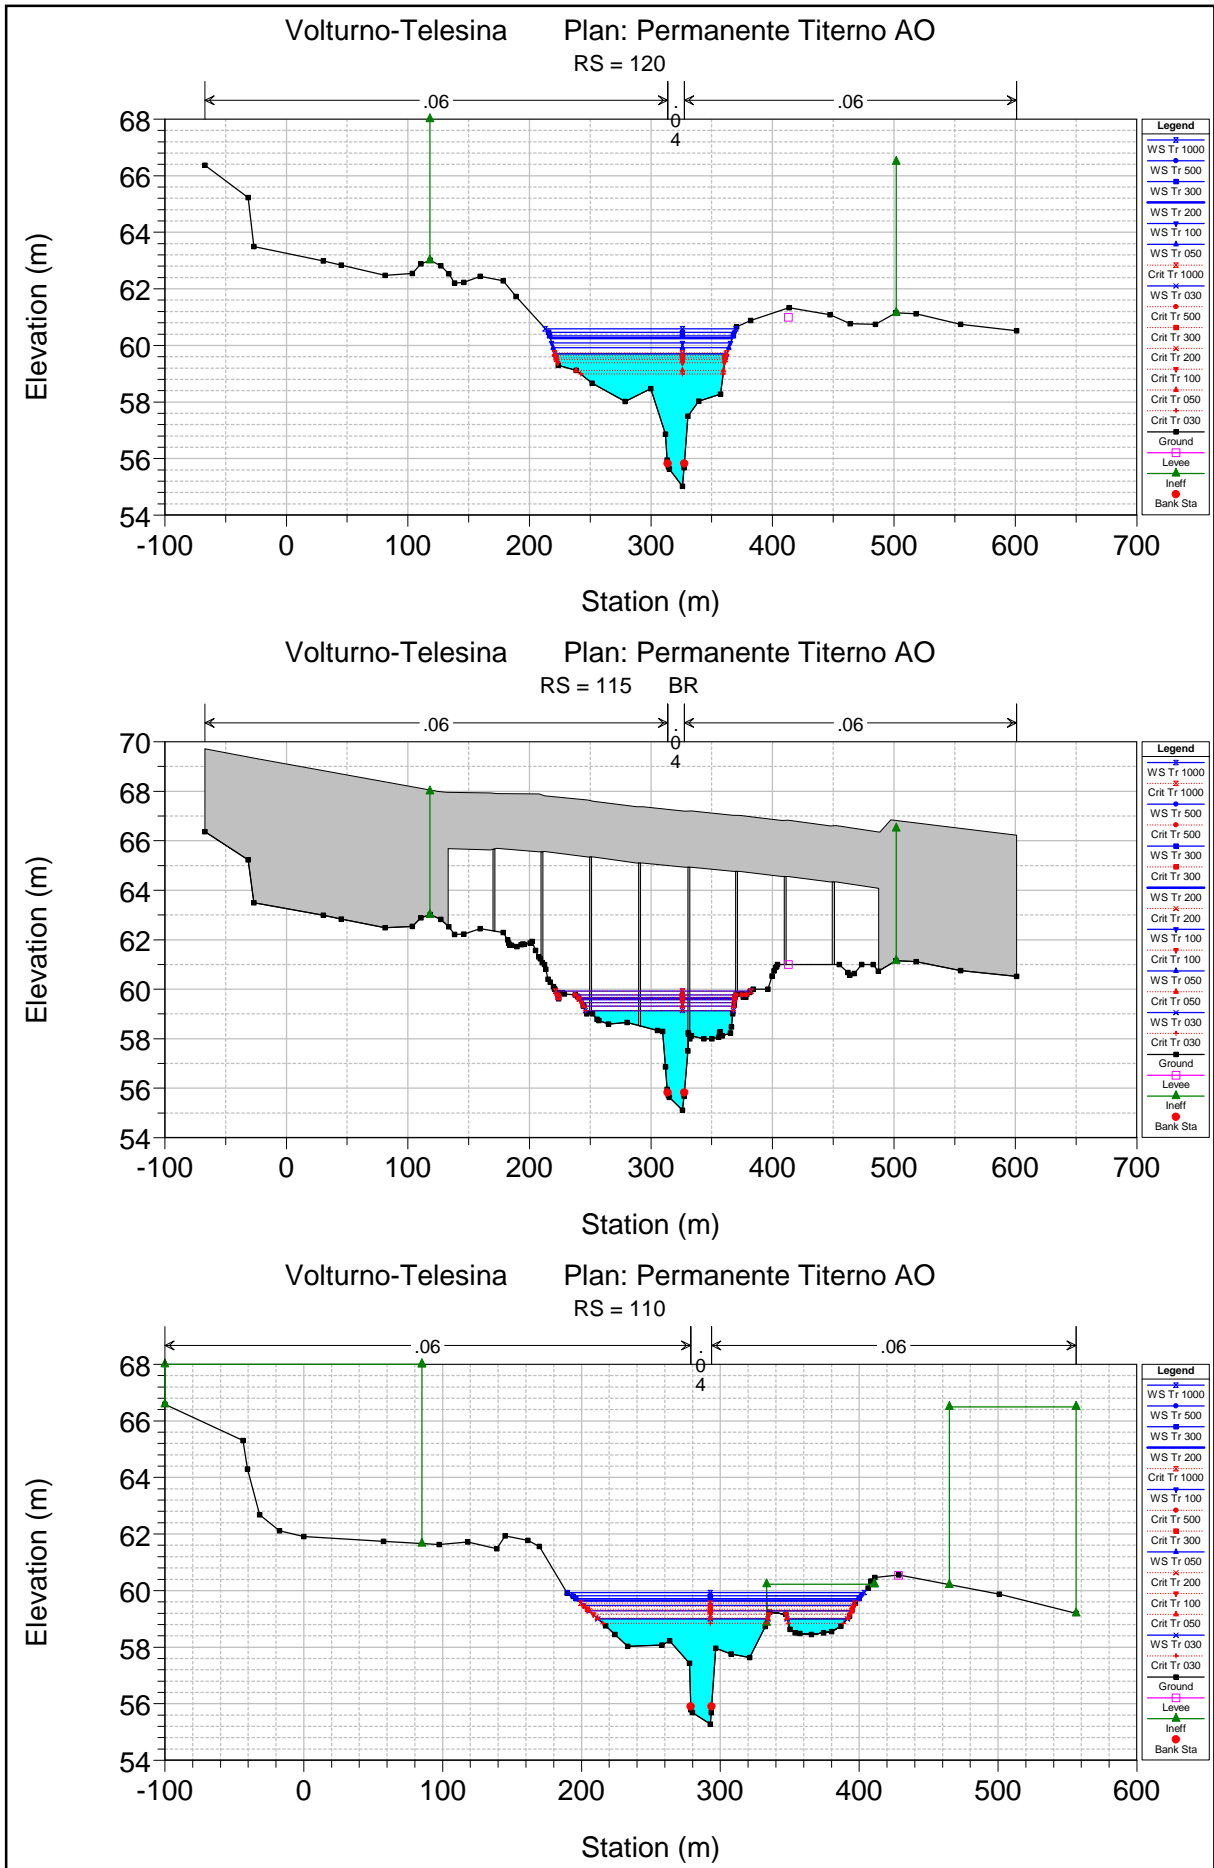 Volturno-Telesina Plan: Permanente Titerno AO
RS = 120
.06 .04 .06
Elevation (m)
68
66
64
62
60
58
56
54
-100 0 100 200 300 400 500 600 700
Station (m)
Legend
WS Tr 1000
WS Tr 500
WS Tr 300
WS Tr 200
WS Tr 100
WS Tr 050
Crit Tr 1000
WS Tr 030
Crit Tr 500
Crit Tr 300
Crit Tr 200
Crit Tr 100
Crit Tr 050
Crit Tr 030
Ground
Levee
Ineff
Bank Sta
Volturno-Telesina Plan: Permanente Titerno AO
RS = 115 BR
.06 .04 .06
Elevation (m)
70
68
66
64
62
60
58
56
54
-100 0 100 200 300 400 500 600 700
Station (m)
Legend
WS Tr 1000
Crit Tr 1000
WS Tr 500
Crit Tr 500
WS Tr 300
Crit Tr 300
WS Tr 200
Crit Tr 200
WS Tr 100
Crit Tr 100
WS Tr 050
Crit Tr 050
WS Tr 030
Crit Tr 030
Ground
Levee
Ineff
Bank Sta
Volturno-Telesina Plan: Permanente Titerno AO
RS = 110
.06 .04 .06
Elevation (m)
68
66
64
62
60
58
56
54
-100 0 100 200 300 400 500 600
Station (m)
Legend
WS Tr 1000
WS Tr 500
WS Tr 300
WS Tr 200
Crit Tr 1000
WS Tr 100
Crit Tr 500
Crit Tr 300
WS Tr 050
Crit Tr 200
Crit Tr 100
Crit Tr 050
WS Tr 030
Crit Tr 030
Ground
Levee
Ineff
Bank Sta